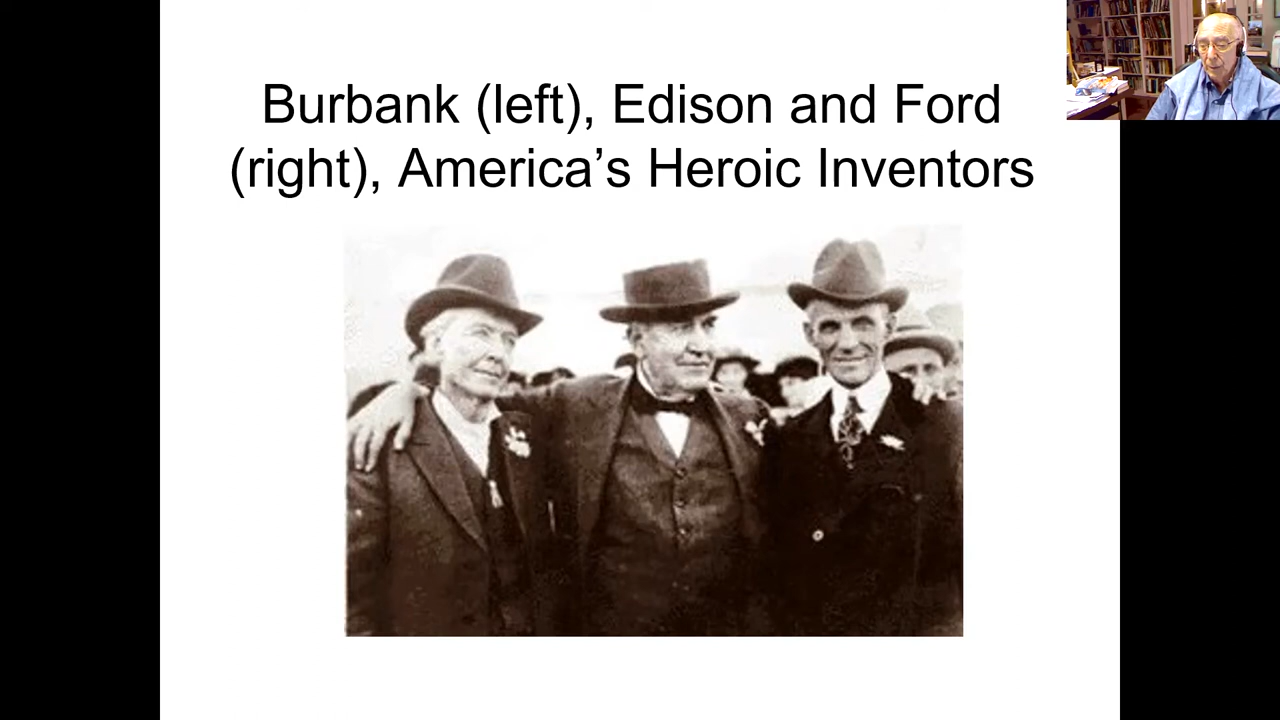 Burbank (left), Edison and Ford
(right), America’s Heroic Inventors